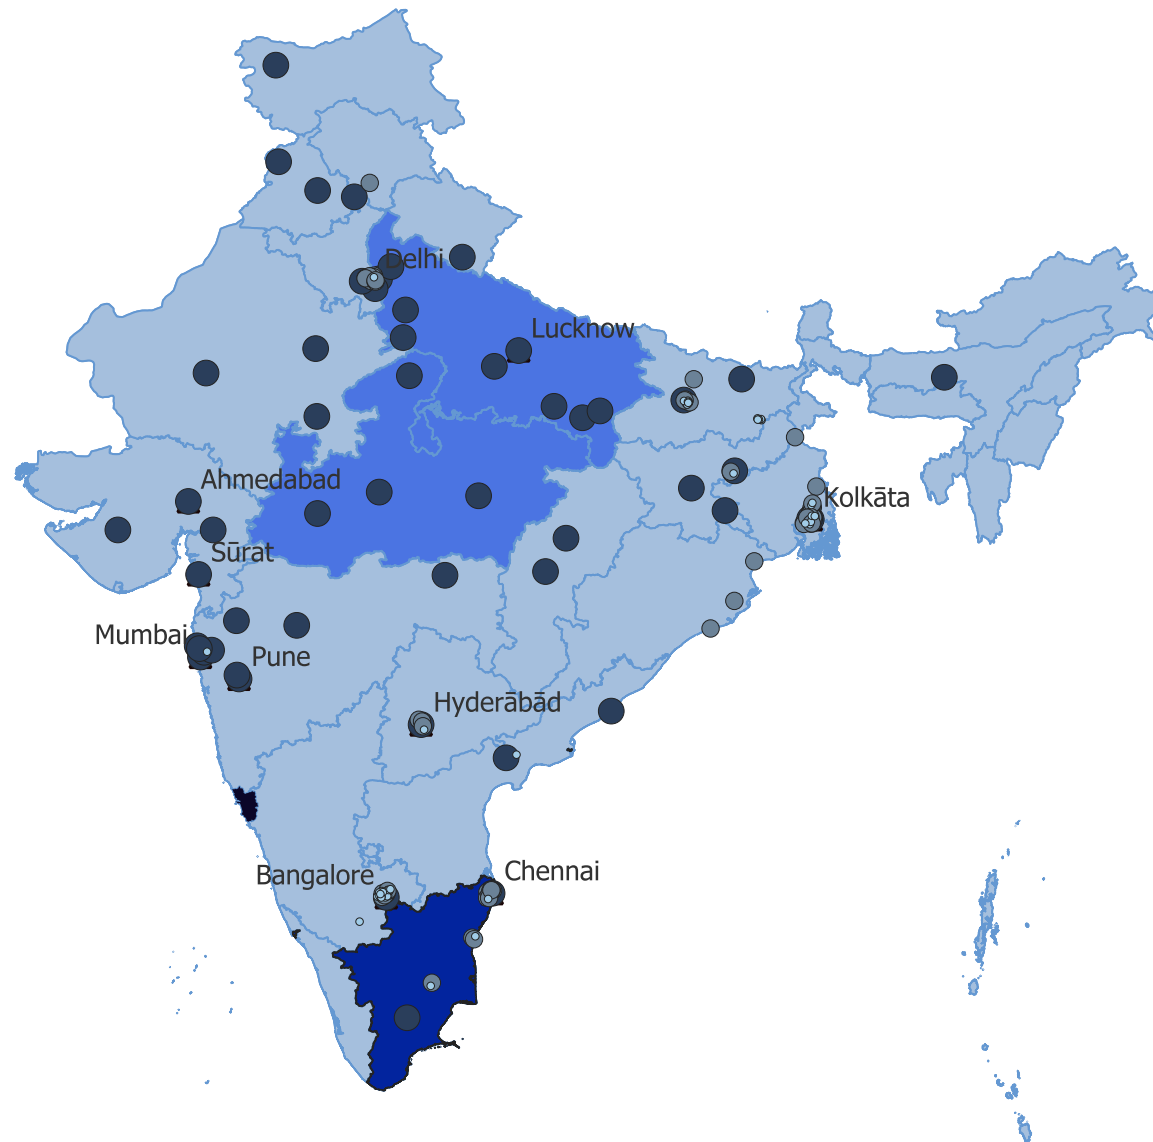 Delhi
Lucknow
Ahmedabad
Kolkāta
Sūrat
Mumbai
Pune
Hyderābād
Bangalore
Chennai